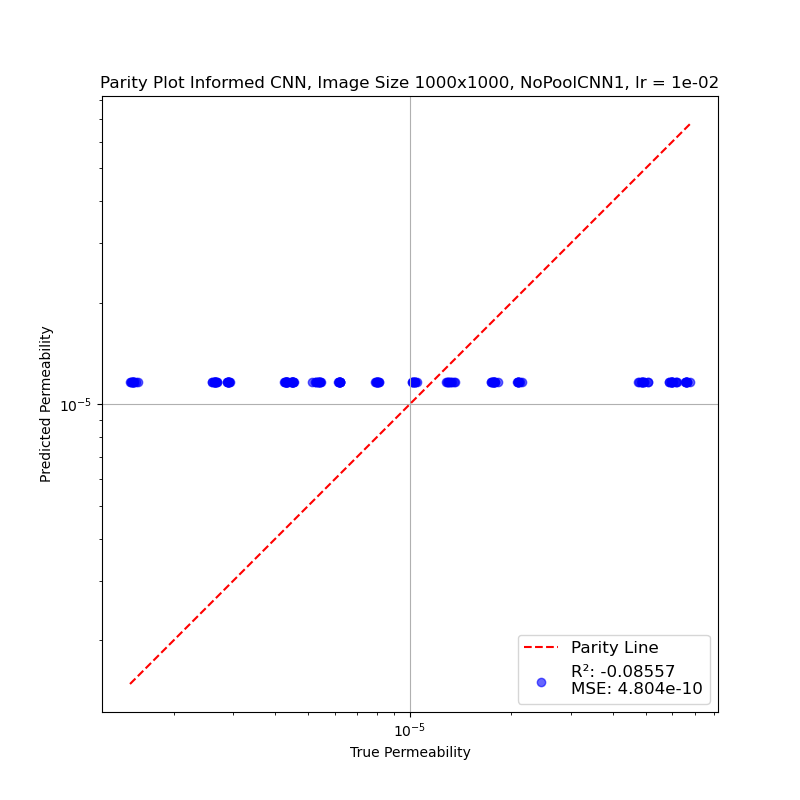 Parity Plot Informed CNN, Image Size 1000x1000, NoPoolCNN1, lr = 1e-02
Predicted Permeability
10⁻⁵
Parity Line
R²: -0.08557
MSE: 4.804e-10
10⁻⁵
True Permeability